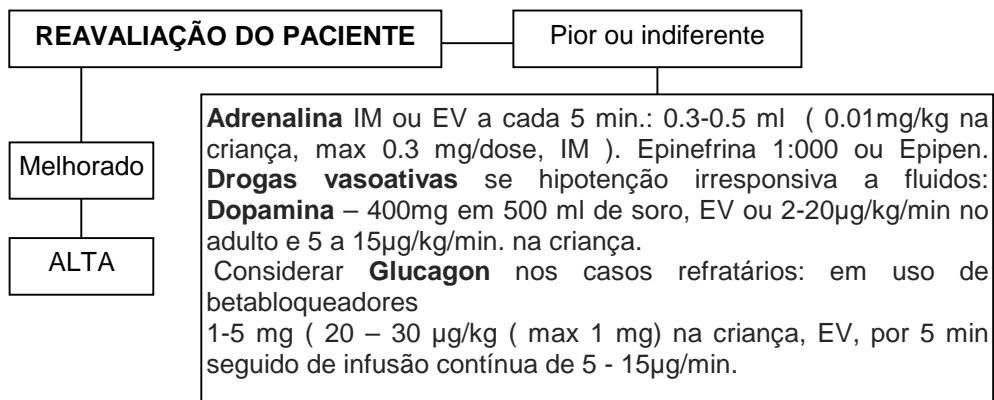 REAVALIAÇÃO DO PACIENTE
Pior ou indiferente
Melhorado
ALTA
Adrenalina IM ou EV a cada 5 min.: 0.3-0.5 ml ( 0.01mg/kg na
criança, max 0.3 mg/dose, IM ). Epinefrina 1:000 ou Epipen.
Drogas vasoativas se hipotenção irresponsiva a fluidos:
Dopamina – 400mg em 500 ml de soro, EV ou 2-20µg/kg/min no
adulto e 5 a 15µg/kg/min. na criança.
Considerar Glucagon nos casos refratários: em uso de
betabloqueadores
1-5 mg ( 20 – 30 µg/kg ( max 1 mg) na criança, EV, por 5 min
seguido de infusão contínua de 5 - 15µg/min.